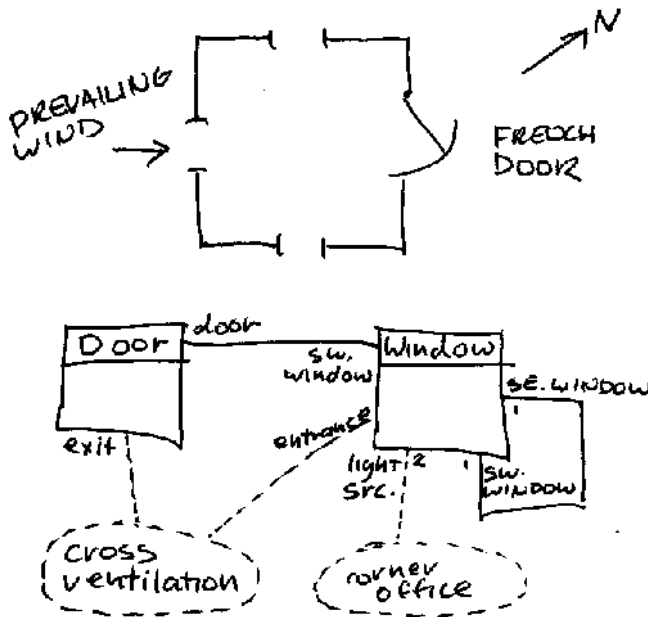 N
PREVAILING
WIND
FRENCH
DOOR
Door
door
sw.
window
Window
SE. WINDOW
1
exit
entranse
light
src.
2
1
SW.
WINDOW
cross
ventilation
corner
office